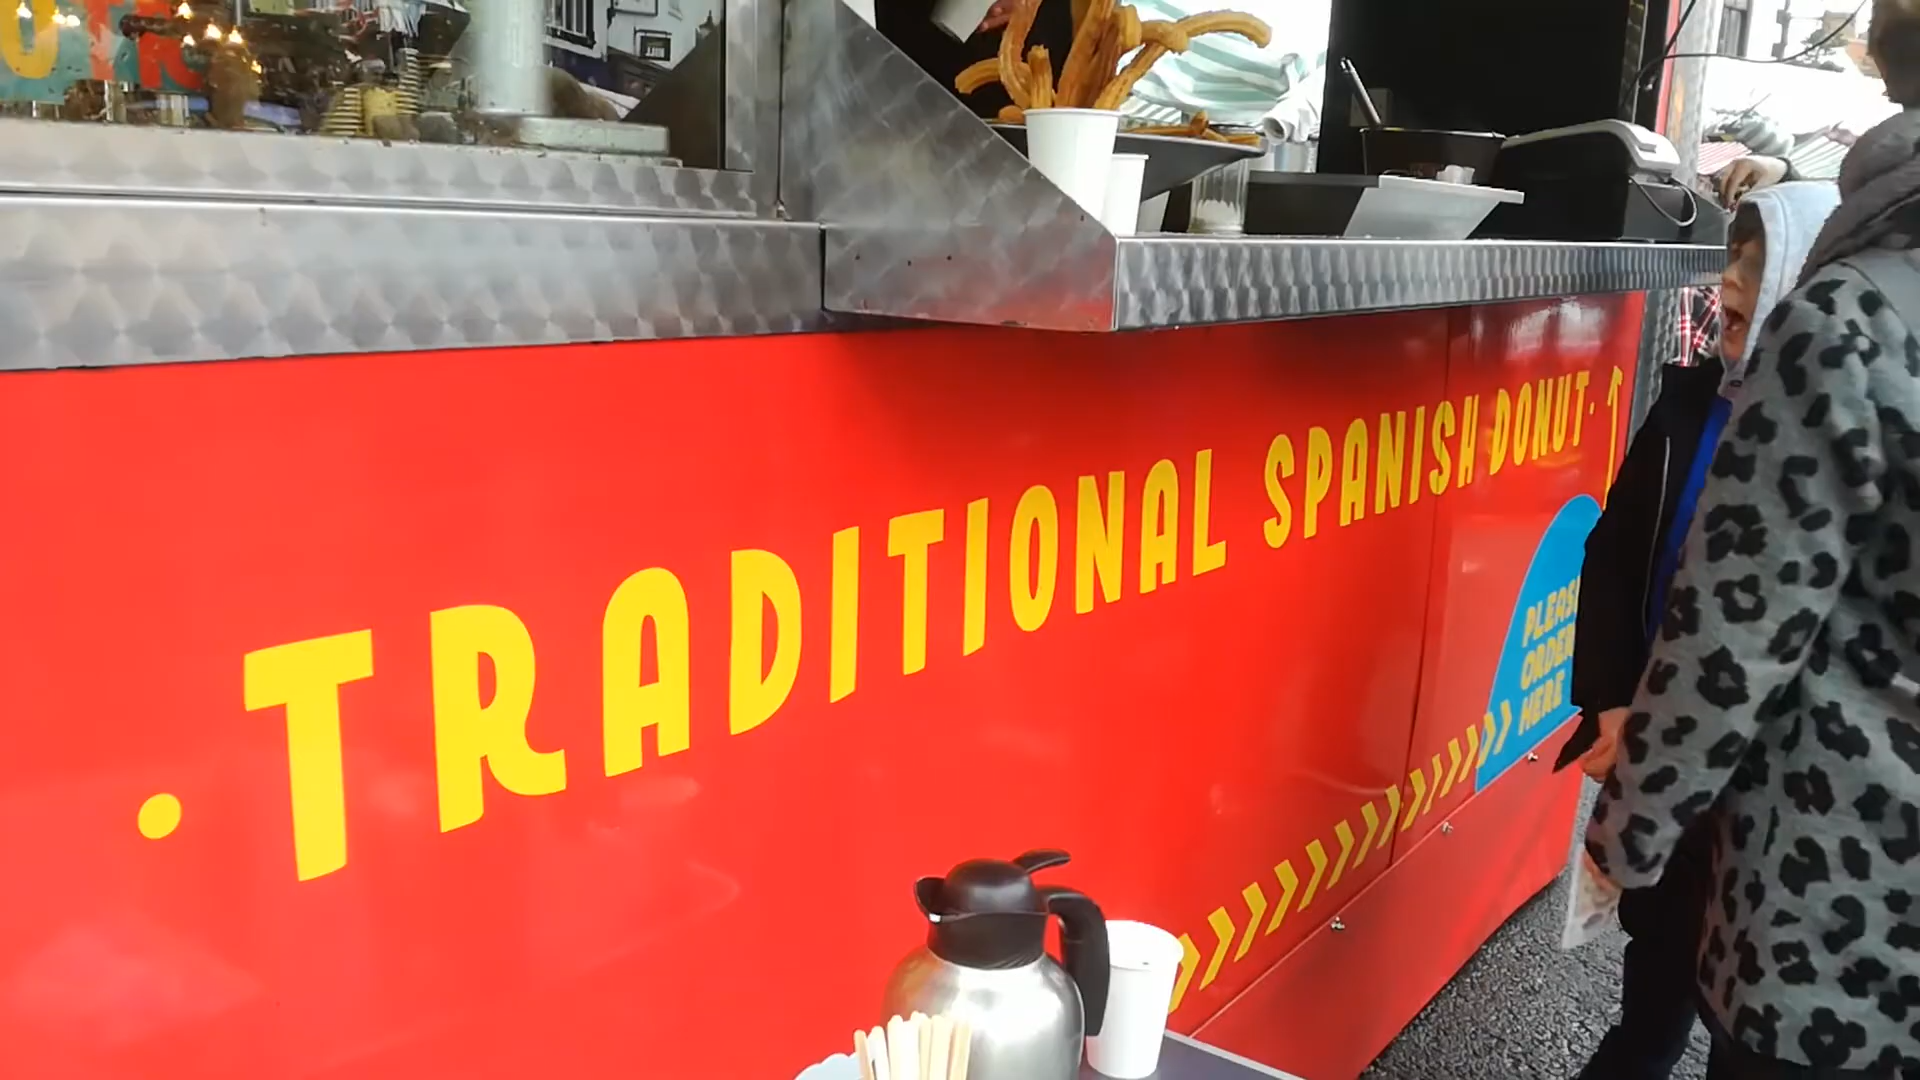 · TRADITIONAL SPANISH DONUT ·
PLEASE
ORDER
HERE